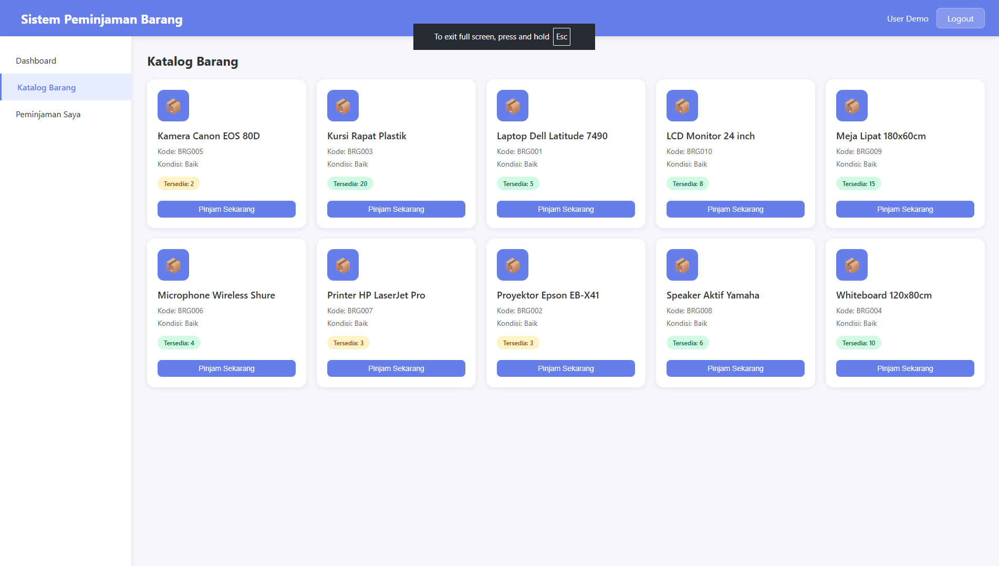 Sistem Peminjaman Barang
User Demo
Logout
To exit full screen, press and hold Esc
Dashboard
Katalog Barang
Peminjaman Saya
Katalog Barang
Kamera Canon EOS 80D
Kode: BRG005
Kondisi: Baik
Tersedia: 2
Pinjam Sekarang
Kursi Rapat Plastik
Kode: BRG003
Kondisi: Baik
Tersedia: 20
Pinjam Sekarang
Laptop Dell Latitude 7490
Kode: BRG001
Kondisi: Baik
Tersedia: 5
Pinjam Sekarang
LCD Monitor 24 inch
Kode: BRG010
Kondisi: Baik
Tersedia: 8
Pinjam Sekarang
Meja Lipat 180x60cm
Kode: BRG009
Kondisi: Baik
Tersedia: 15
Pinjam Sekarang
Microphone Wireless Shure
Kode: BRG006
Kondisi: Baik
Tersedia: 4
Pinjam Sekarang
Printer HP LaserJet Pro
Kode: BRG007
Kondisi: Baik
Tersedia: 3
Pinjam Sekarang
Proyektor Epson EB-X41
Kode: BRG002
Kondisi: Baik
Tersedia: 3
Pinjam Sekarang
Speaker Aktif Yamaha
Kode: BRG008
Kondisi: Baik
Tersedia: 6
Pinjam Sekarang
Whiteboard 120x80cm
Kode: BRG004
Kondisi: Baik
Tersedia: 10
Pinjam Sekarang